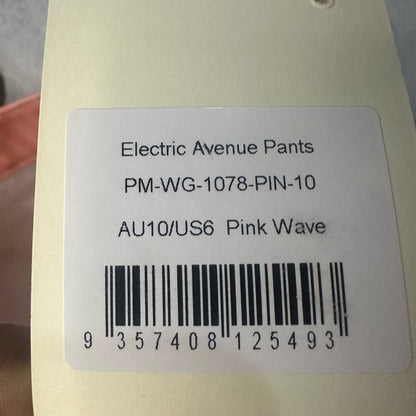 Electric Avenue Pants
PM-WG-1078-PIN-10
AU10/US6 Pink Wave
9 357408 125493